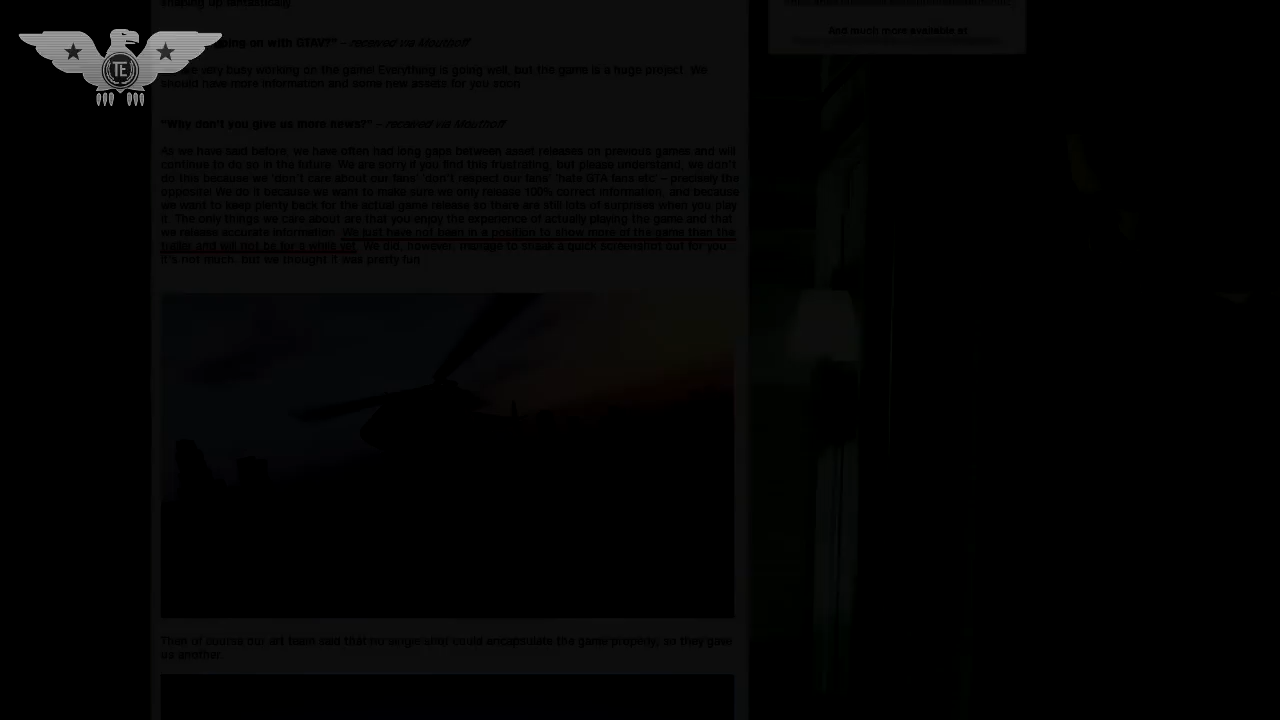 shaping up fantastically.
And much more available at
going on with GTAV?" – received via Mouthoff
very busy working on the game! Everything is going well, but the game is a huge project. We
should have more information and some new assets for you soon.
"Why don't you give us more news?" – received via Mouthoff
As we have said before, we have often had long gaps between asset releases on previous games and will
continue to do so in the future. We are sorry if you find this frustrating, but please understand, we don't
do this because we 'don't care about our fans' 'don't respect our fans' 'hate GTA fans etc' – precisely the
opposite! We do it because we want to make sure we only release 100% correct information, and because
we want to keep plenty back for the actual game release so there are still lots of surprises when you play
it. The only things we care about are that you enjoy the experience of actually playing the game and that
we release accurate information. We just have not been in a position to show more of the game than the
trailer and will not be for a while yet. We did, however, manage to sneak a quick screenshot out for you.
It's not much, but we thought it was pretty fun
Then of course our art team said that no single shot could encapsulate the game properly, so they gave
us another.
TE